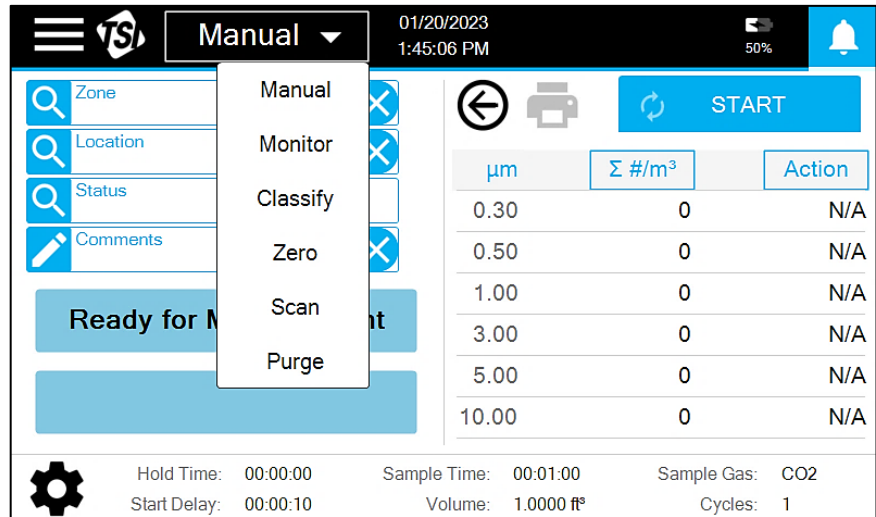 TSI
Manual
01/20/2023
1:45:06 PM
50%
Manual
Monitor
Classify
Zero
Scan
Purge
Zone
Location
Status
Comments
Ready for M nt
START
µm Σ #/m³ Action
0.30 0 N/A
0.50 0 N/A
1.00 0 N/A
3.00 0 N/A
5.00 0 N/A
10.00 0 N/A
Hold Time: 00:00:00 Sample Time: 00:01:00 Sample Gas: CO2
Start Delay: 00:00:10 Volume: 1.0000 ft³ Cycles: 1